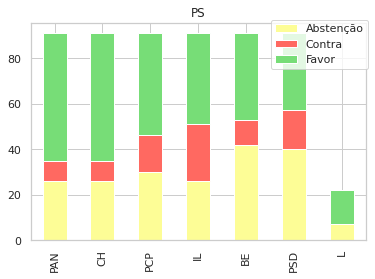 PS
Abstenção
Contra
Favor
80
60
40
20
0
PAN
CH
PCP
IL
BE
PSD
L